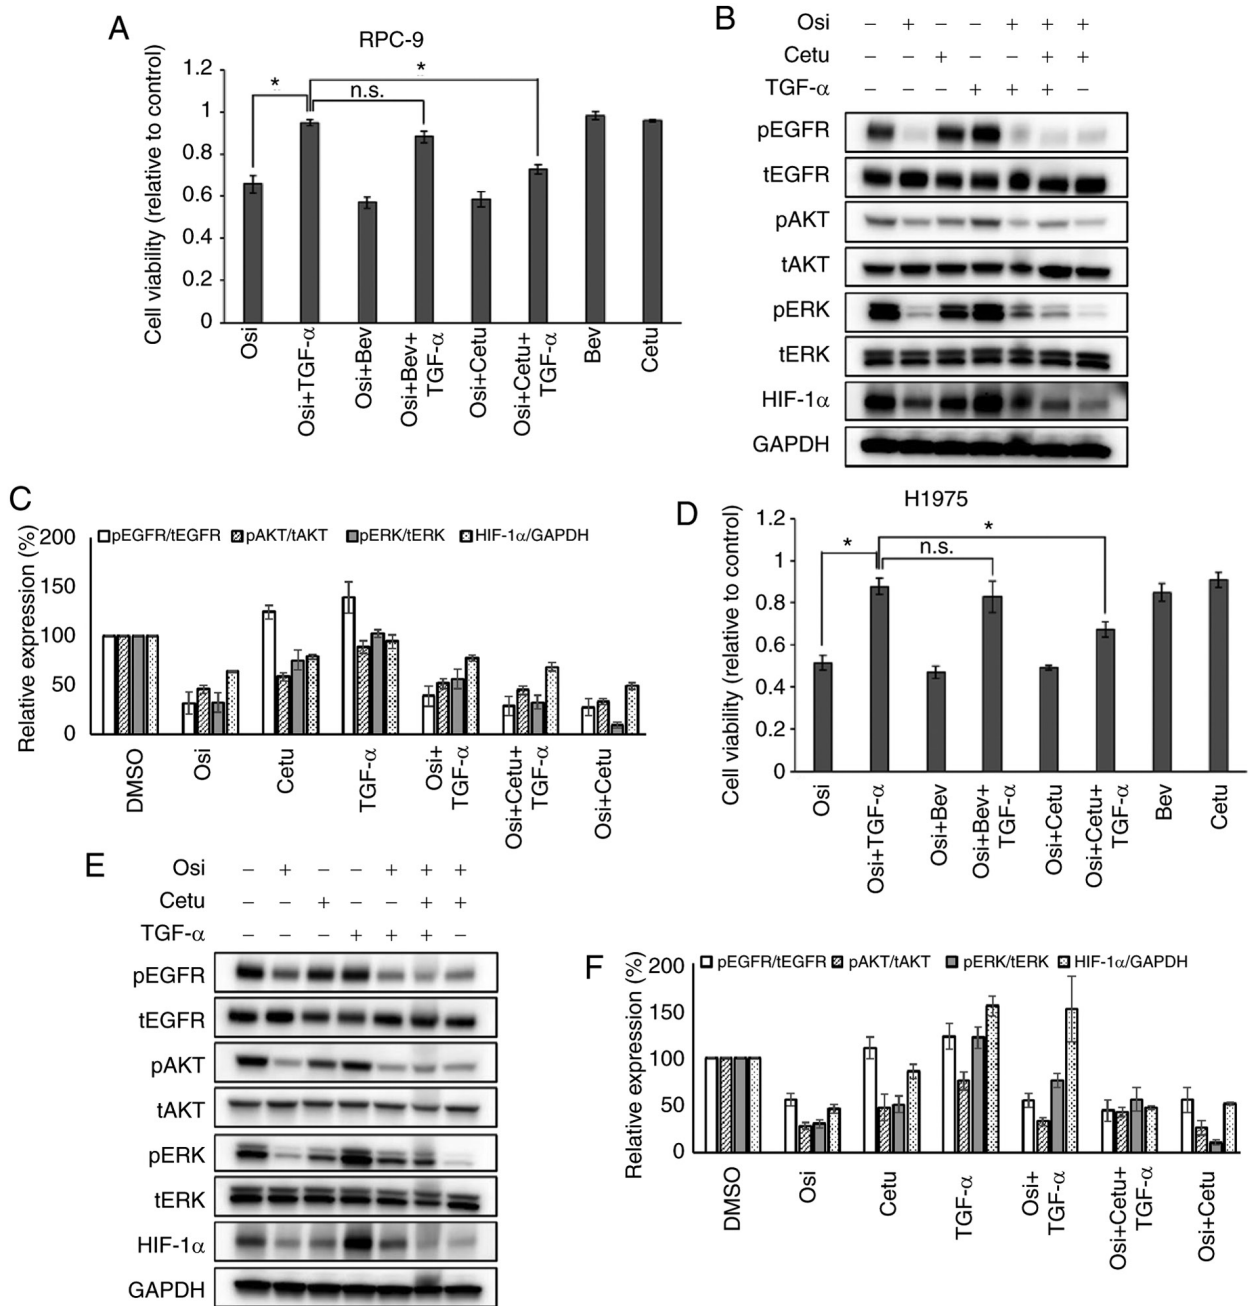 A
RPC-9
Cell viability (relative to control)
1.2
1
0.8
0.6
0.4
0.2
0
*
*
n.s.
Osi
Osi+TGF-α
Osi+Bev
Osi+Bev+
TGF-α
Osi+Cetu
Osi+Cetu+
TGF-α
Bev
Cetu
B
Osi – + – – + + +
Cetu – – + – – + +
TGF-α – – – + + + –
pEGFR
tEGFR
pAKT
tAKT
pERK
tERK
HIF-1α
GAPDH
C
Relative expression (%)
200
150
100
50
0
pEGFR/tEGFR pAKT/tAKT pERK/tERK HIF-1α/GAPDH
DMSO
Osi
Cetu
TGF-α
Osi+
TGF-α
Osi+Cetu+
TGF-α
Osi+Cetu
D
H1975
Cell viability (relative to control)
1.2
1
0.8
0.6
0.4
0.2
0
*
*
n.s.
Osi
Osi+TGF-α
Osi+Bev
Osi+Bev+
TGF-α
Osi+Cetu
Osi+Cetu+
TGF-α
Bev
Cetu
E
Osi – + – – + + +
Cetu – – + – – + +
TGF-α – – – + + + –
pEGFR
tEGFR
pAKT
tAKT
pERK
tERK
HIF-1α
GAPDH
F
Relative expression (%)
200
150
100
50
0
pEGFR/tEGFR pAKT/tAKT pERK/tERK HIF-1α/GAPDH
DMSO
Osi
Cetu
TGF-α
Osi+
TGF-α
Osi+Cetu+
TGF-α
Osi+Cetu